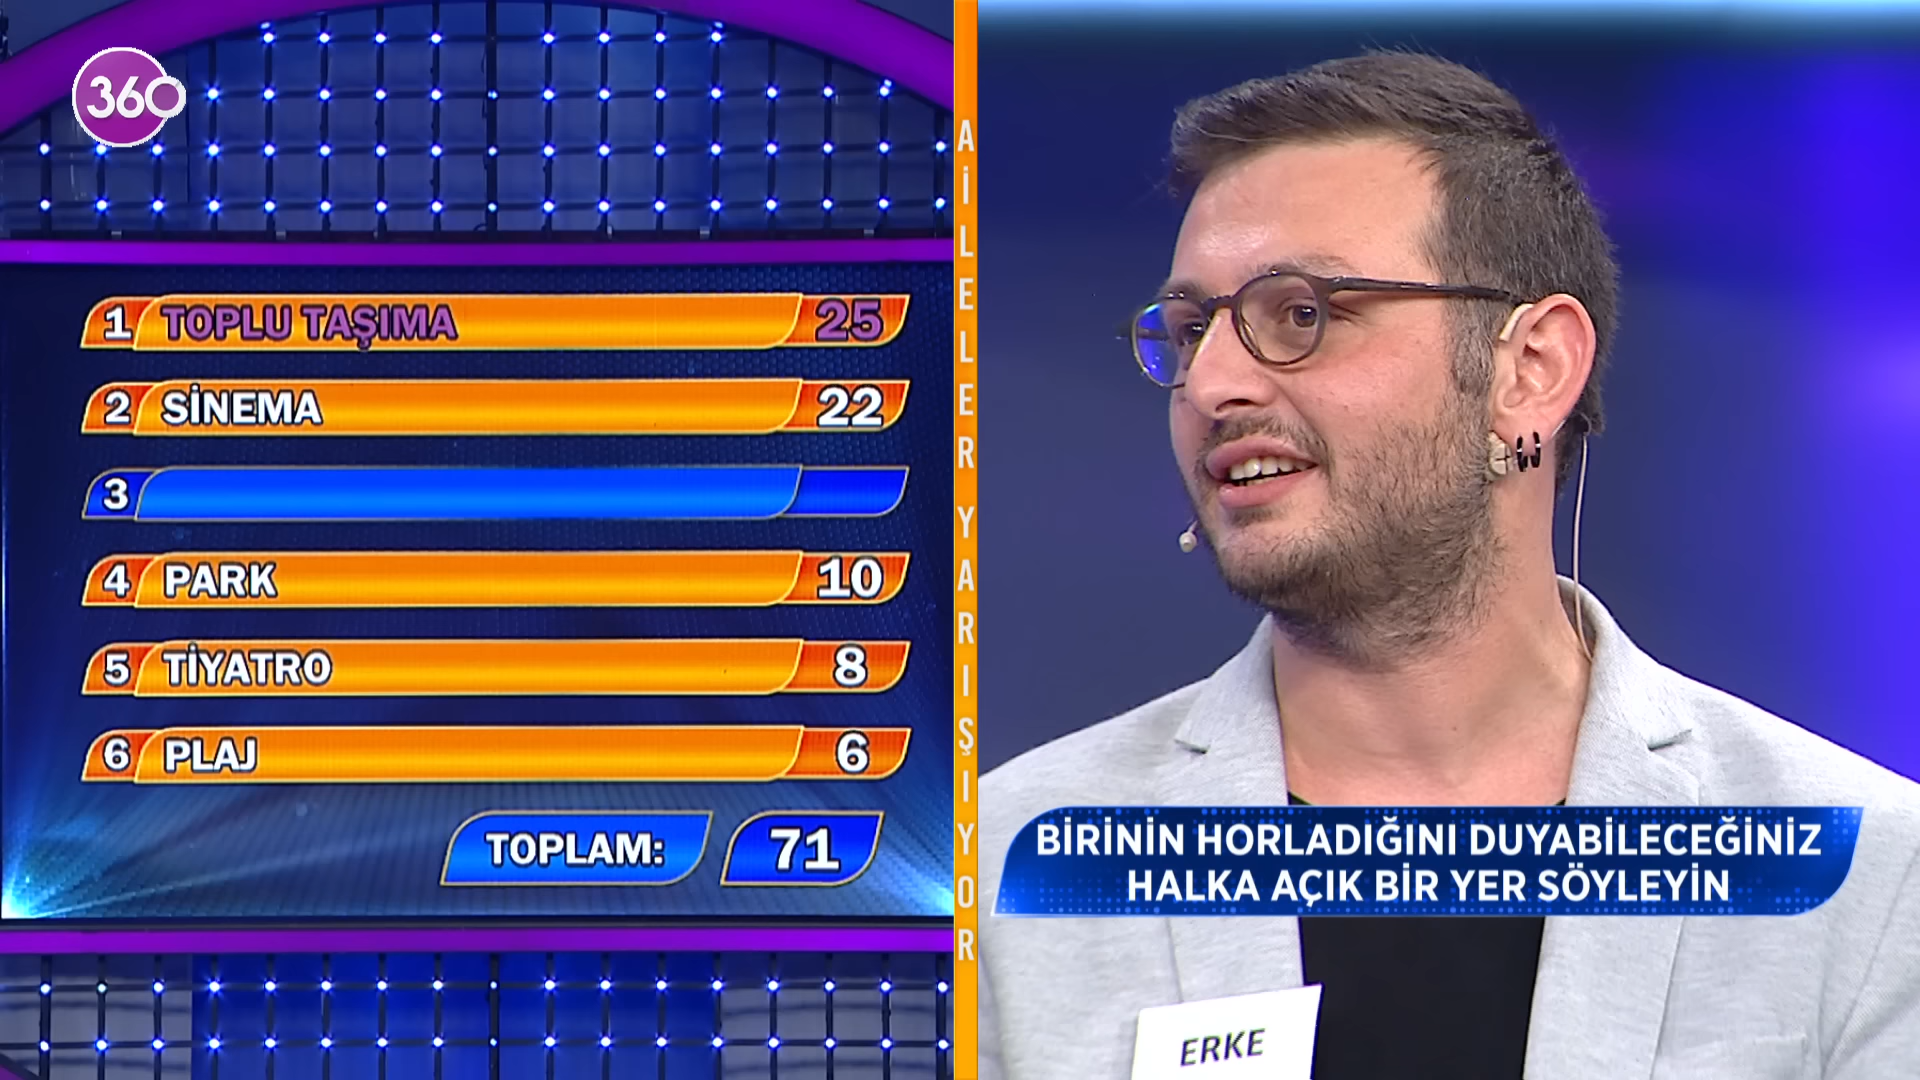 360
1 TOPLU TAŞIMA 25
2 SİNEMA 22
3
4 PARK 10
5 TİYATRO 8
6 PLAJ 6
TOPLAM: 71
AİLELER YARIŞIYOR
BİRİNİN HORLADIĞINI DUYABİLECEĞİNİZ
HALKA AÇIK BİR YER SÖYLEYİN
ERKE